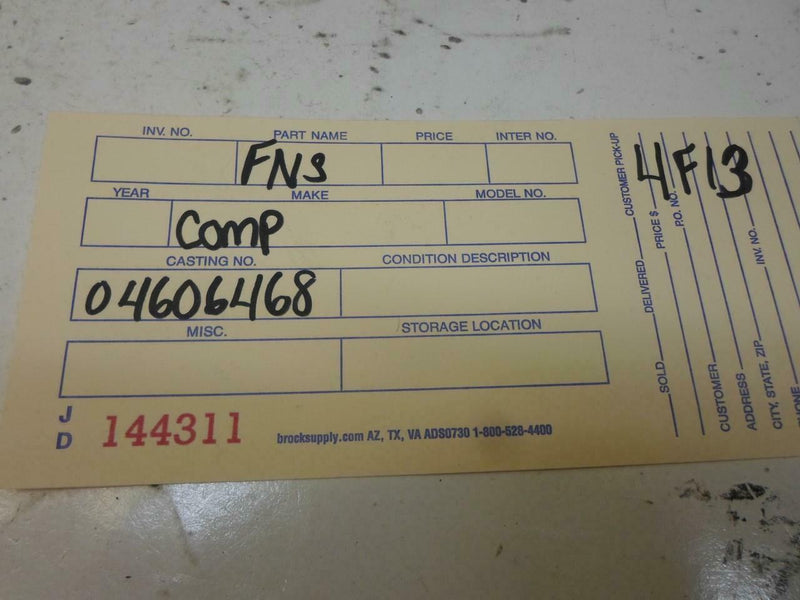 INV. NO. PART NAME PRICE INTER NO.
FNS
YEAR MAKE MODEL NO.
Comp
CASTING NO. CONDITION DESCRIPTION
04606468
MISC. STORAGE LOCATION
J
D
144311
brocksupply.com AZ, TX, VA ADS0730 1-800-528-4400
4F13
SOLD DELIVERED CUSTOMER PICK-UP
PRICE $
P.O. NO.
CUSTOMER
ADDRESS
CITY, STATE, ZIP INV. NO.